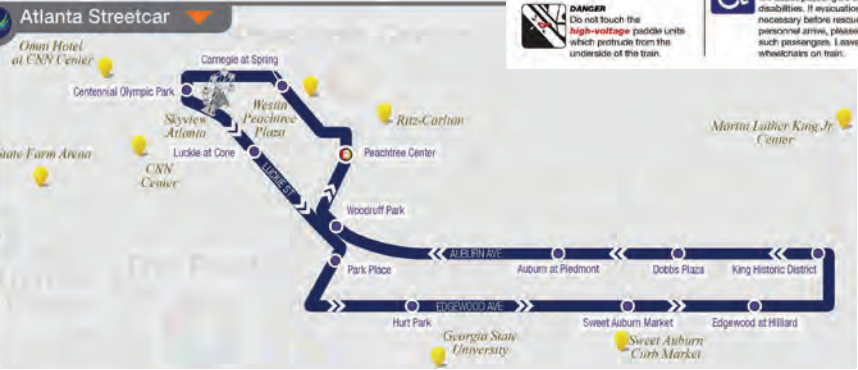 Atlanta Streetcar
DANGER
Do not touch the
high-voltage paddle units
which protrude from the
underside of the train.
disabilities. If evacuation
necessary before rescue
personnel arrive, please
such passengers. Leave
wheelchairs on train.
Omni Hotel
at CNN Center
Carnegie at Spring
Centennial Olympic Park
Skyview
Atlanta
Westin
Peachtree
Plaza
Ritz-Carlton
Martin Luther King Jr
Center
State Farm Arena
CNN
Center
Luckie at Cone
Peachtree Center
LUCKIE ST
Woodruff Park
AUBURN AVE
Park Place
Auburn at Piedmont
Dobbs Plaza
King Historic District
EDGEWOOD AVE
Hurt Park
Sweet Auburn Market
Edgewood at Hilliard
Georgia State
University
Sweet Auburn
Curb Market